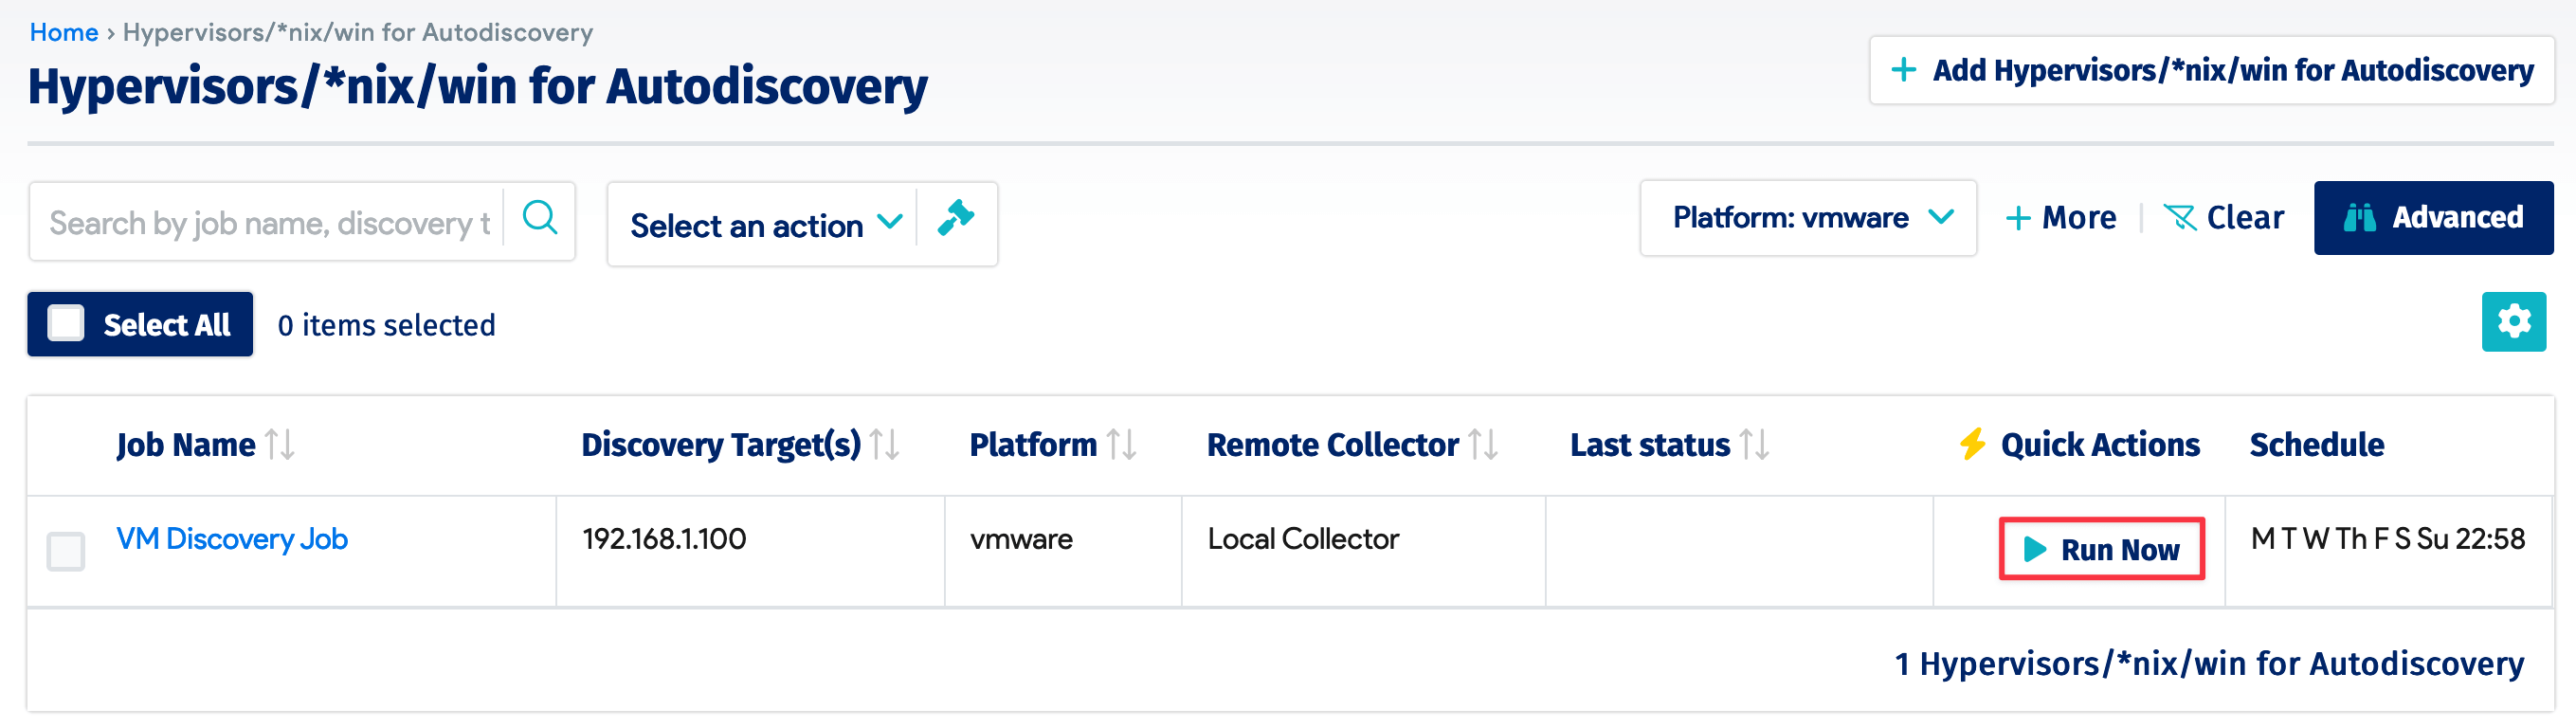 Home › Hypervisors/*nix/win for Autodiscovery
Hypervisors/*nix/win for Autodiscovery
+ Add Hypervisors/*nix/win for Autodiscovery
Search by job name, discovery t
Select an action
Platform: vmware
+ More
Clear
Advanced
Select All
0 items selected
Job Name Discovery Target(s) Platform Remote Collector Last status Quick Actions Schedule
VM Discovery Job 192.168.1.100 vmware Local Collector Run Now M T W Th F S Su 22:58
1 Hypervisors/*nix/win for Autodiscovery